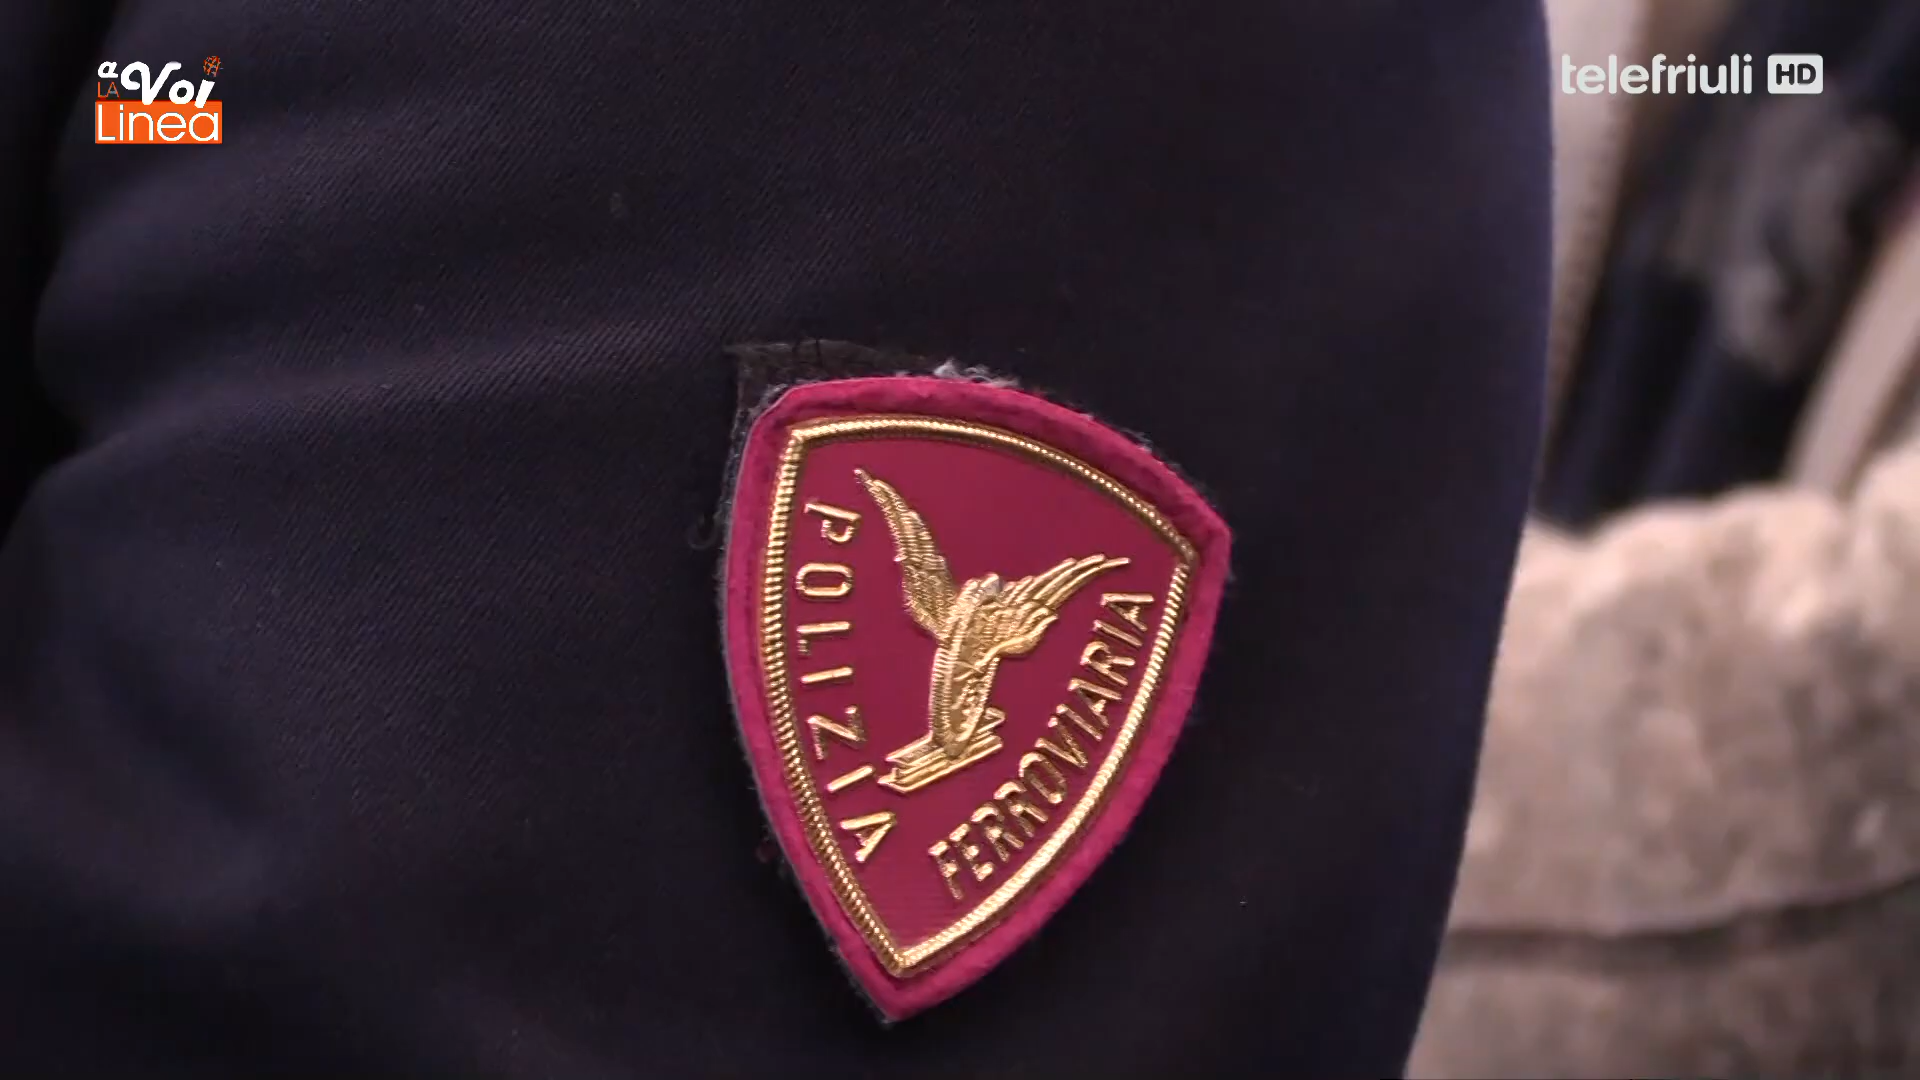 a Voi
LA
Linea
telefriuli HD
POLIZIA
FERROVIARIA